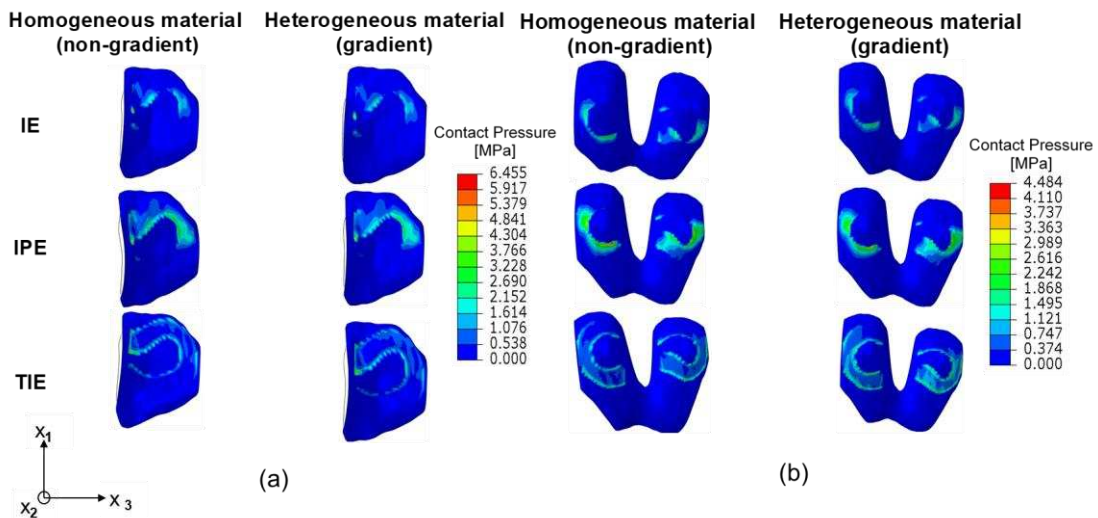 Homogeneous material
(non-gradient)
Heterogeneous material
(gradient)
Homogeneous material
(non-gradient)
Heterogeneous material
(gradient)
IE
IPE
TIE
Contact Pressure
[MPa]
6.455
5.917
5.379
4.841
4.304
3.766
3.228
2.690
2.152
1.614
1.076
0.538
0.000
Contact Pressure
[MPa]
4.484
4.110
3.737
3.363
2.989
2.616
2.242
1.868
1.495
1.121
0.747
0.374
0.000
X1
X2
X 3
(a)
(b)